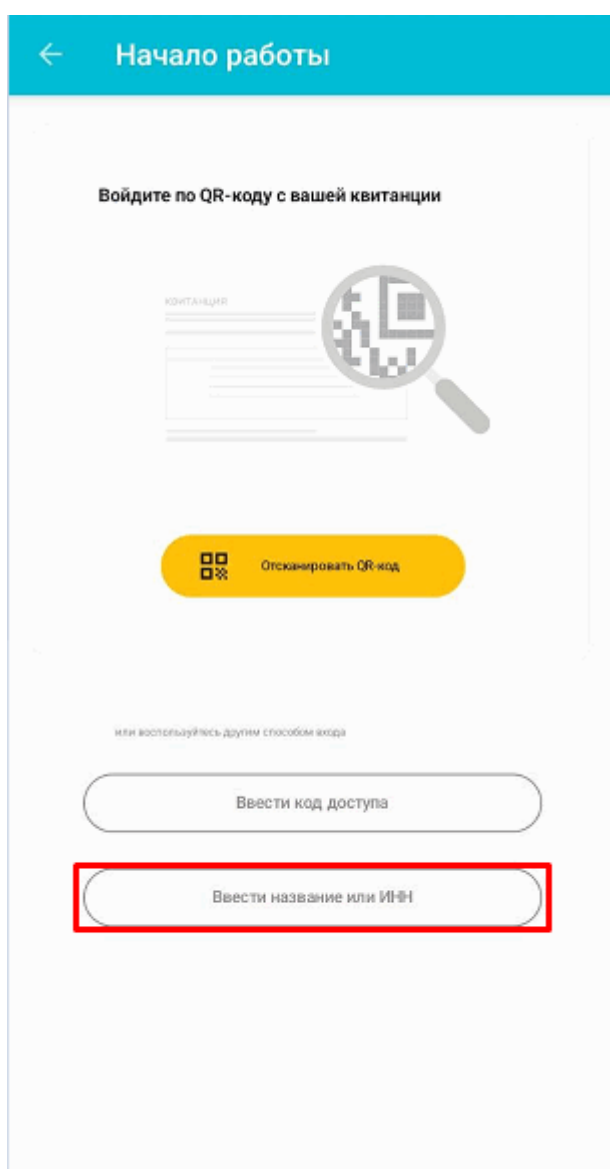 Начало работы
Войдите по QR-коду с вашей квитанции
КВИТАНЦИЯ
Отсканировать QR-код
или воспользуйтесь другим способом входа
Ввести код доступа
Ввести название или ИНН